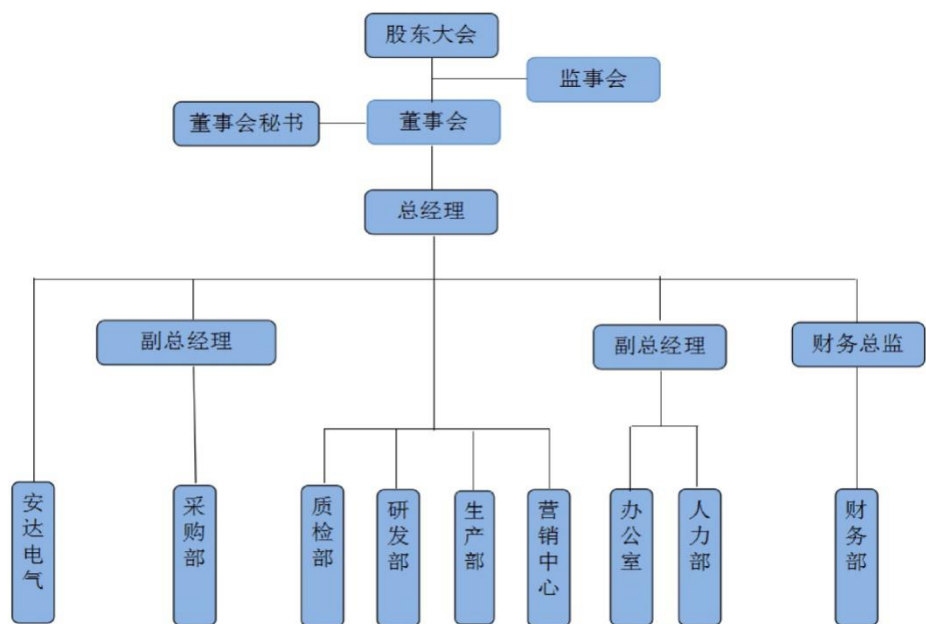 股东大会
监事会
董事会秘书
董事会
总经理
副总经理
副总经理
财务总监
安达电气
采购部
质检部
研发部
生产部
营销中心
办公室
人力部
财务部